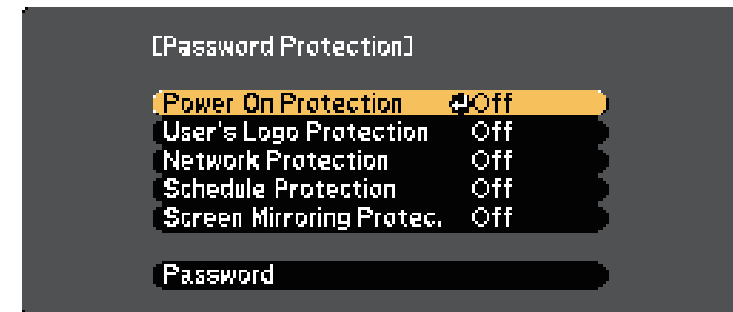 [Password Protection]
Power On Protection Off
User's Logo Protection Off
Network Protection Off
Schedule Protection Off
Screen Mirroring Protec. Off
Password